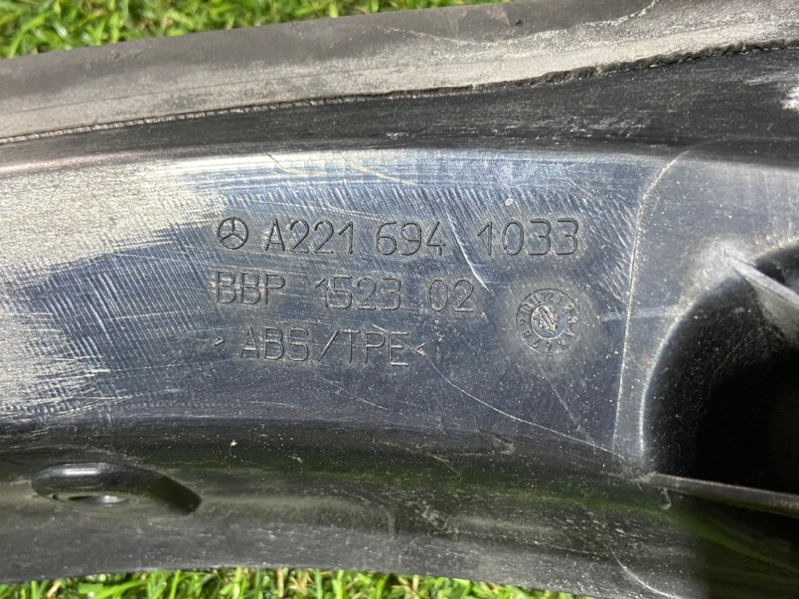 A221 694 1033
BBP 1523 02
> ABS/TPE <